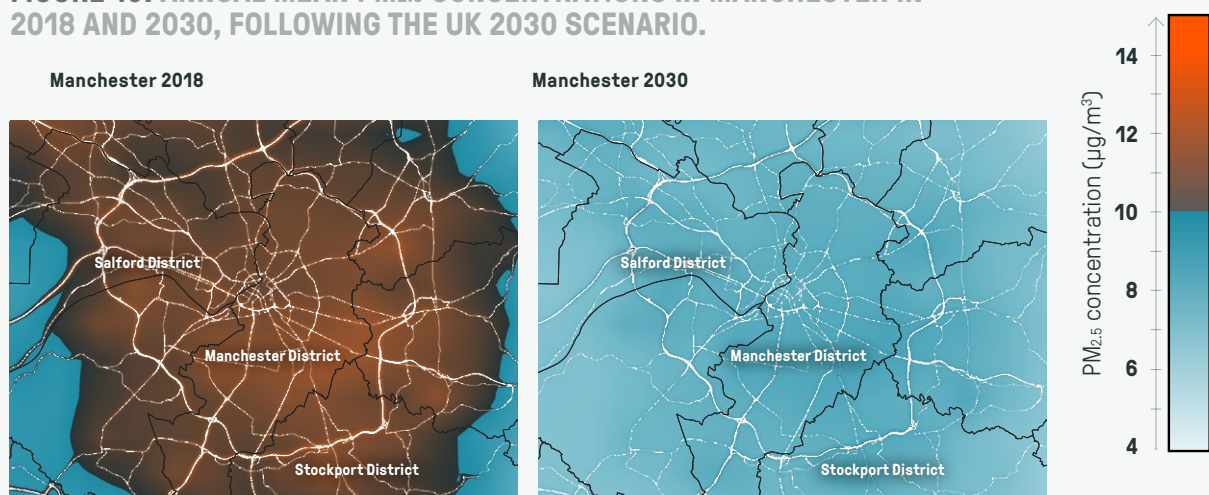 2018 AND 2030, FOLLOWING THE UK 2030 SCENARIO.
Manchester 2018
Manchester 2030
Salford District
Manchester District
Stockport District
Salford District
Manchester District
Stockport District
PM2.5 concentration (µg/m³)
14
12
10
8
6
4